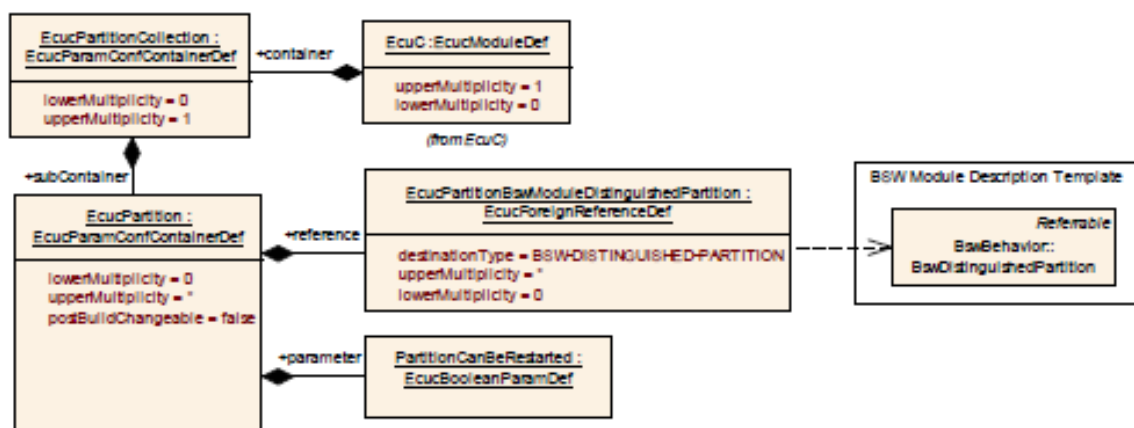 EcucPartitionCollection :
EcucParamConfContainerDef
lowerMultiplicity = 0
upperMultiplicity = 1
+container
EcuC :EcucModuleDef
upperMultiplicity = 1
lowerMultiplicity = 0
(from EcuC)
+subContainer
EcucPartition :
EcucParamConfContainerDef
lowerMultiplicity = 0
upperMultiplicity = *
postBuildChangeable = false
+reference
EcucPartitionBswModuleDistinguishedPartition :
EcucForeignReferenceDef
destinationType = BSW-DISTINGUISHED-PARTITION
upperMultiplicity = *
lowerMultiplicity = 0
BSW Module Description Template
Referrable
BswBehavior::
BswDistinguishedPartition
+parameter
PartitionCanBeRestarted :
EcucBooleanParamDef